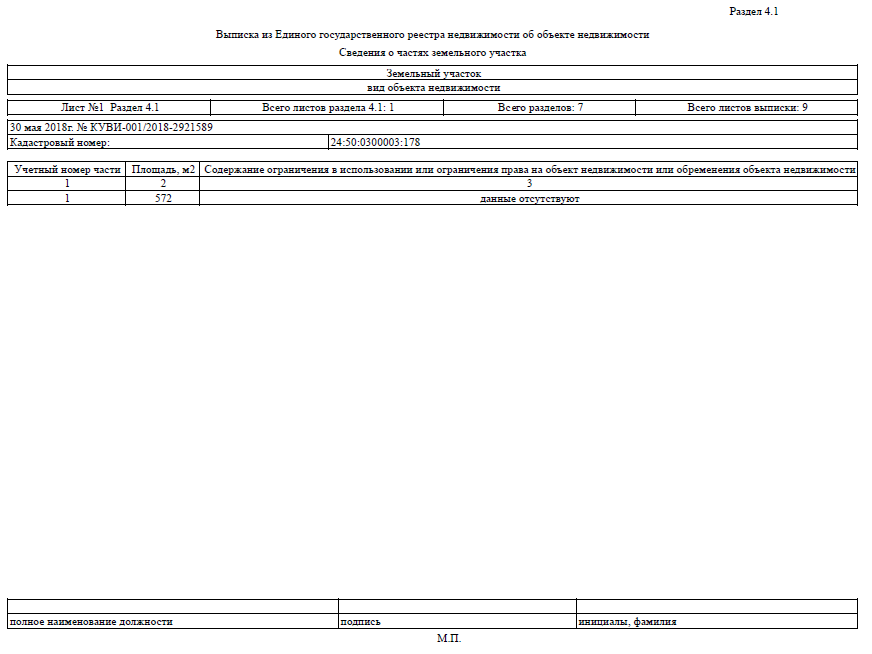 Раздел 4.1
Выписка из Единого государственного реестра недвижимости об объекте недвижимости
Сведения о частях земельного участка
Земельный участок
вид объекта недвижимости
Лист №1 Раздел 4.1 Всего листов раздела 4.1: 1 Всего разделов: 7 Всего листов выписки: 9
30 мая 2018г. № КУВИ-001/2018-2921589
Кадастровый номер: 24:50:0300003:178
Учетный номер части Площадь, м2 Содержание ограничения в использовании или ограничения права на объект недвижимости или обременения объекта недвижимости
1 2 3
1 572 данные отсутствуют
полное наименование должности подпись инициалы, фамилия
М.П.